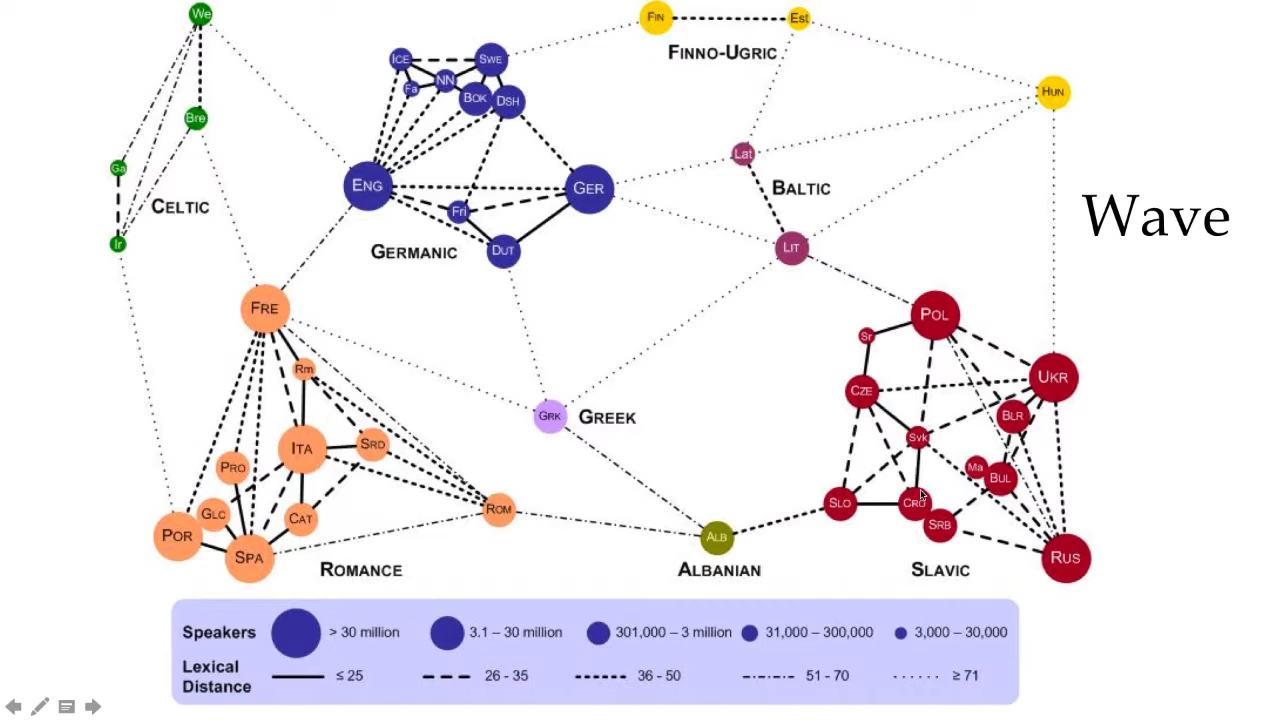 We
FIN
Est
FINNO-UGRIC
ICE
SWE
NN
Fa
BOK
DSH
HUN
Bre
Lat
Ga
ENG
GER
BALTIC
CELTIC
Fri
Wave
Ir
GERMANIC
DUT
LIT
FRE
POL
Sr
Rm
UKR
CZE
GRK
GREEK
BLR
ITA
SRD
Svk
PRO
Ma
BUL
GLC
CAT
ROM
SLO
CRO
SRB
POR
SPA
ALB
RUS
ROMANCE
ALBANIAN
SLAVIC
Speakers > 30 million 3.1 – 30 million 301,000 – 3 million 31,000 – 300,000 3,000 – 30,000
Lexical
Distance ≤ 25 26 - 35 36 - 50 51 - 70 ≥ 71